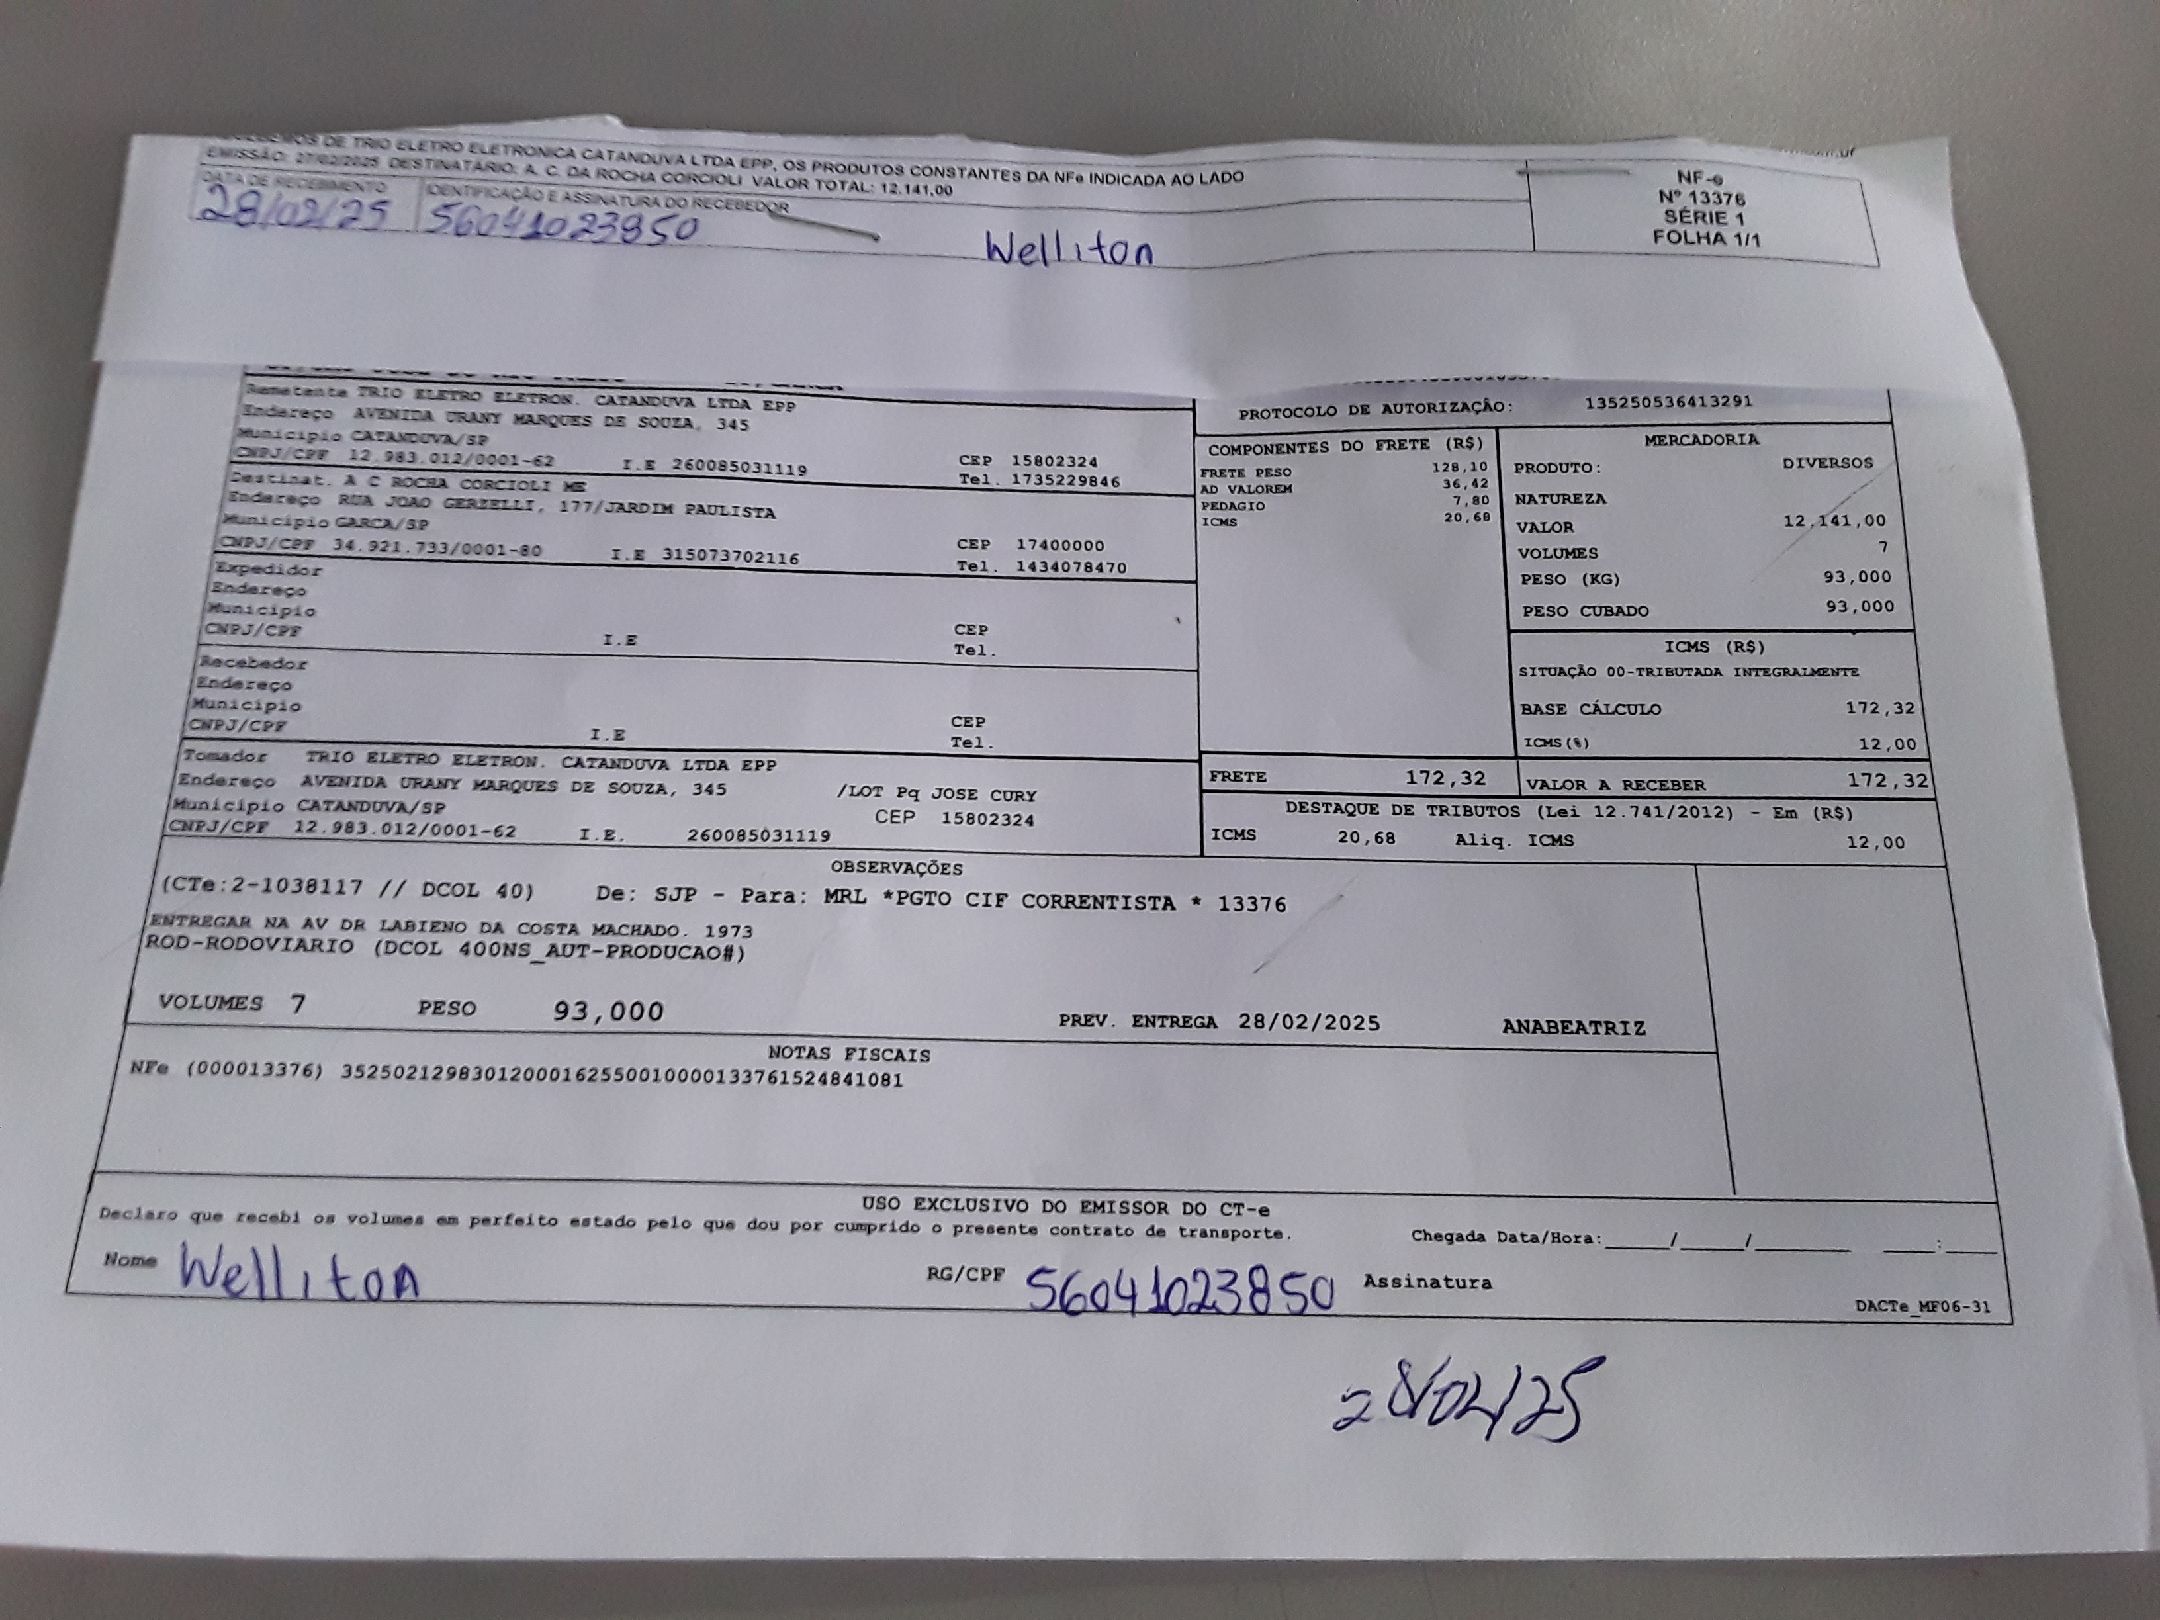 DE TRIO ELETRO ELETRONICA CATANDUVA LTDA EPP, OS PRODUTOS CONSTANTES DA NFe INDICADA AO LADO
EMISSÃO: 27/02/2025 DESTINATÁRIO: A. C. DA ROCHA CORCIOLI VALOR TOTAL: 12.141,00
DATA DE RECEBIMENTO IDENTIFICAÇÃO E ASSINATURA DO RECEBEDOR
28/02/25 56041023850 Welliton
NF-e
Nº 13376
SÉRIE 1
FOLHA 1/1
Remetente TRIO ELETRO ELETRON. CATANDUVA LTDA EPP
Endereço AVENIDA URANY MARQUES DE SOUZA, 345
Municipio CATANDUVA/SP CEP 15802324
CNPJ/CPF 12.983.012/0001-62 I.E 260085031119 Tel. 1735229846
Destinat. A C ROCHA CORCIOLI ME
Endereço RUA JOAO GERZELLI, 177/JARDIM PAULISTA
Municipio GARCA/SP CEP 17400000
CNPJ/CPF 34.921.733/0001-80 I.E 315073702116 Tel. 1434078470
Expedidor
Endereço
Municipio CEP
CNPJ/CPF I.E Tel.
Recebedor
Endereço
Municipio CEP
CNPJ/CPF I.E Tel.
Tomador TRIO ELETRO ELETRON. CATANDUVA LTDA EPP
Endereço AVENIDA URANY MARQUES DE SOUZA, 345 /LOT Pq JOSE CURY
Municipio CATANDUVA/SP CEP 15802324
CNPJ/CPF 12.983.012/0001-62 I.E. 260085031119
PROTOCOLO DE AUTORIZAÇÃO: 135250536413291
COMPONENTES DO FRETE (R$)
FRETE PESO 128,10
AD VALOREM 36,42
PEDAGIO 7,80
ICMS 20,68
MERCADORIA
PRODUTO: DIVERSOS
NATUREZA
VALOR 12.141,00
VOLUMES 7
PESO (KG) 93,000
PESO CUBADO 93,000
ICMS (R$)
SITUAÇÃO 00-TRIBUTADA INTEGRALMENTE
BASE CÁLCULO 172,32
ICMS(%) 12,00
FRETE 172,32 VALOR A RECEBER 172,32
DESTAQUE DE TRIBUTOS (Lei 12.741/2012) - Em (R$)
ICMS 20,68 Aliq. ICMS 12,00
OBSERVAÇÕES
(CTe:2-1038117 // DCOL 40) De: SJP - Para: MRL *PGTO CIF CORRENTISTA * 13376
ENTREGAR NA AV DR LABIENO DA COSTA MACHADO. 1973
ROD-RODOVIARIO (DCOL 400NS_AUT-PRODUCAO#)
VOLUMES 7 PESO 93,000 PREV. ENTREGA 28/02/2025 ANABEATRIZ
NOTAS FISCAIS
NFe (000013376) 35250212983012000162550010000133761524841081
USO EXCLUSIVO DO EMISSOR DO CT-e
Declaro que recebi os volumes em perfeito estado pelo que dou por cumprido o presente contrato de transporte. Chegada Data/Hora:_____/_____/_______ ____:____
Nome Welliton RG/CPF 56041023850 Assinatura
DACTe_MF06-31
28/02/25